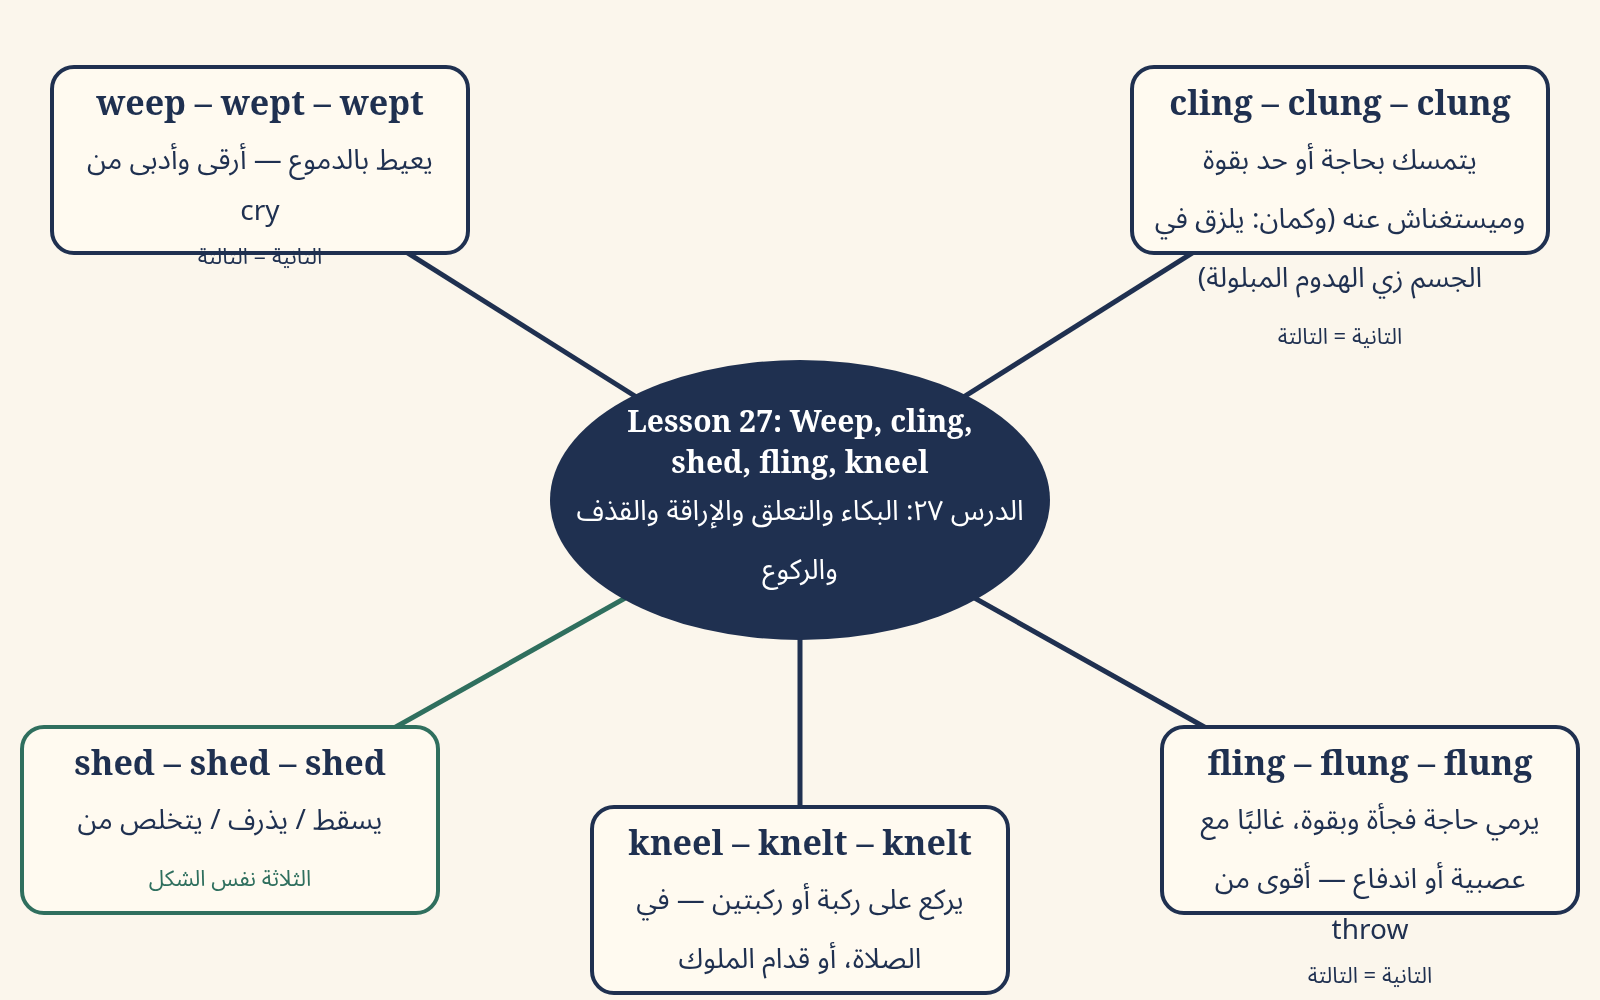 weep – wept – wept
يعيط بالدموع — أرقى وأدبى من
cry
التانية = التالتة
cling – clung – clung
يتمسك بحاجة أو حد بقوة
وميستغناش عنه (وكمان: يلزق في
الجسم زي الهدوم المبلولة)
التانية = التالتة
Lesson 27: Weep, cling,
shed, fling, kneel
الدرس ٢٧: البكاء والتعلق والإراقة والقذف
والركوع
shed – shed – shed
يسقط / يذرف / يتخلص من
الثلاثة نفس الشكل
kneel – knelt – knelt
يركع على ركبة أو ركبتين — في
الصلاة، أو قدام الملوك
fling – flung – flung
يرمي حاجة فجأة وبقوة، غالبًا مع
عصبية أو اندفاع — أقوى من
throw
التانية = التالتة